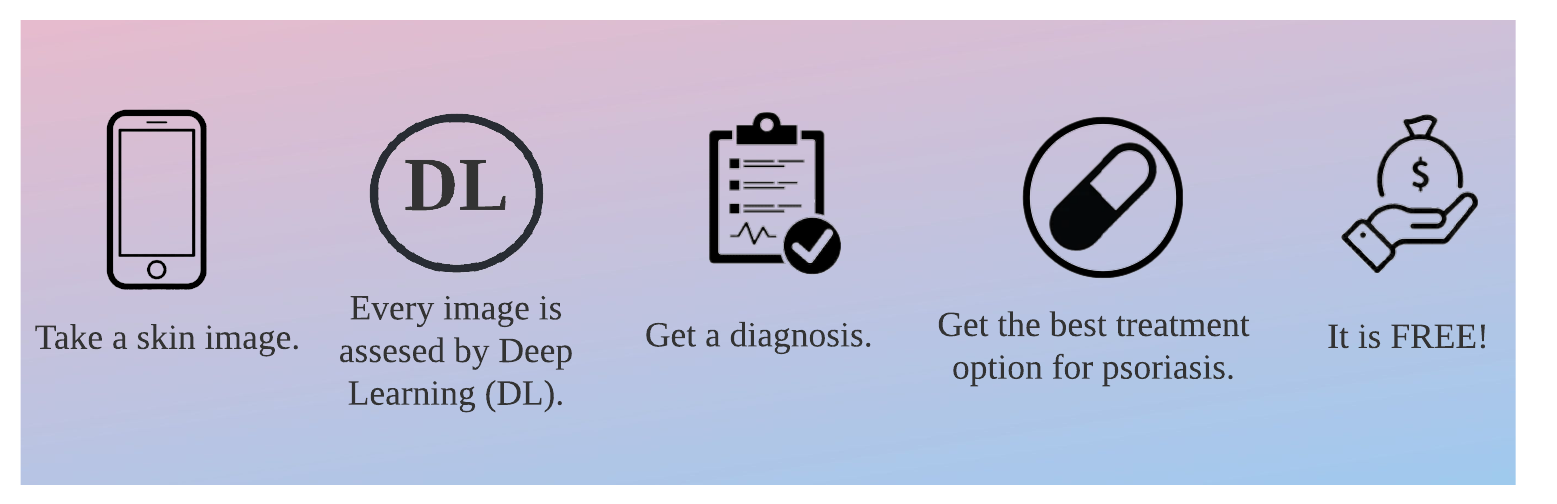 Take a skin image.
DL
Every image is
assesed by Deep
Learning (DL).
Get a diagnosis.
Get the best treatment
option for psoriasis.
$
It is FREE!